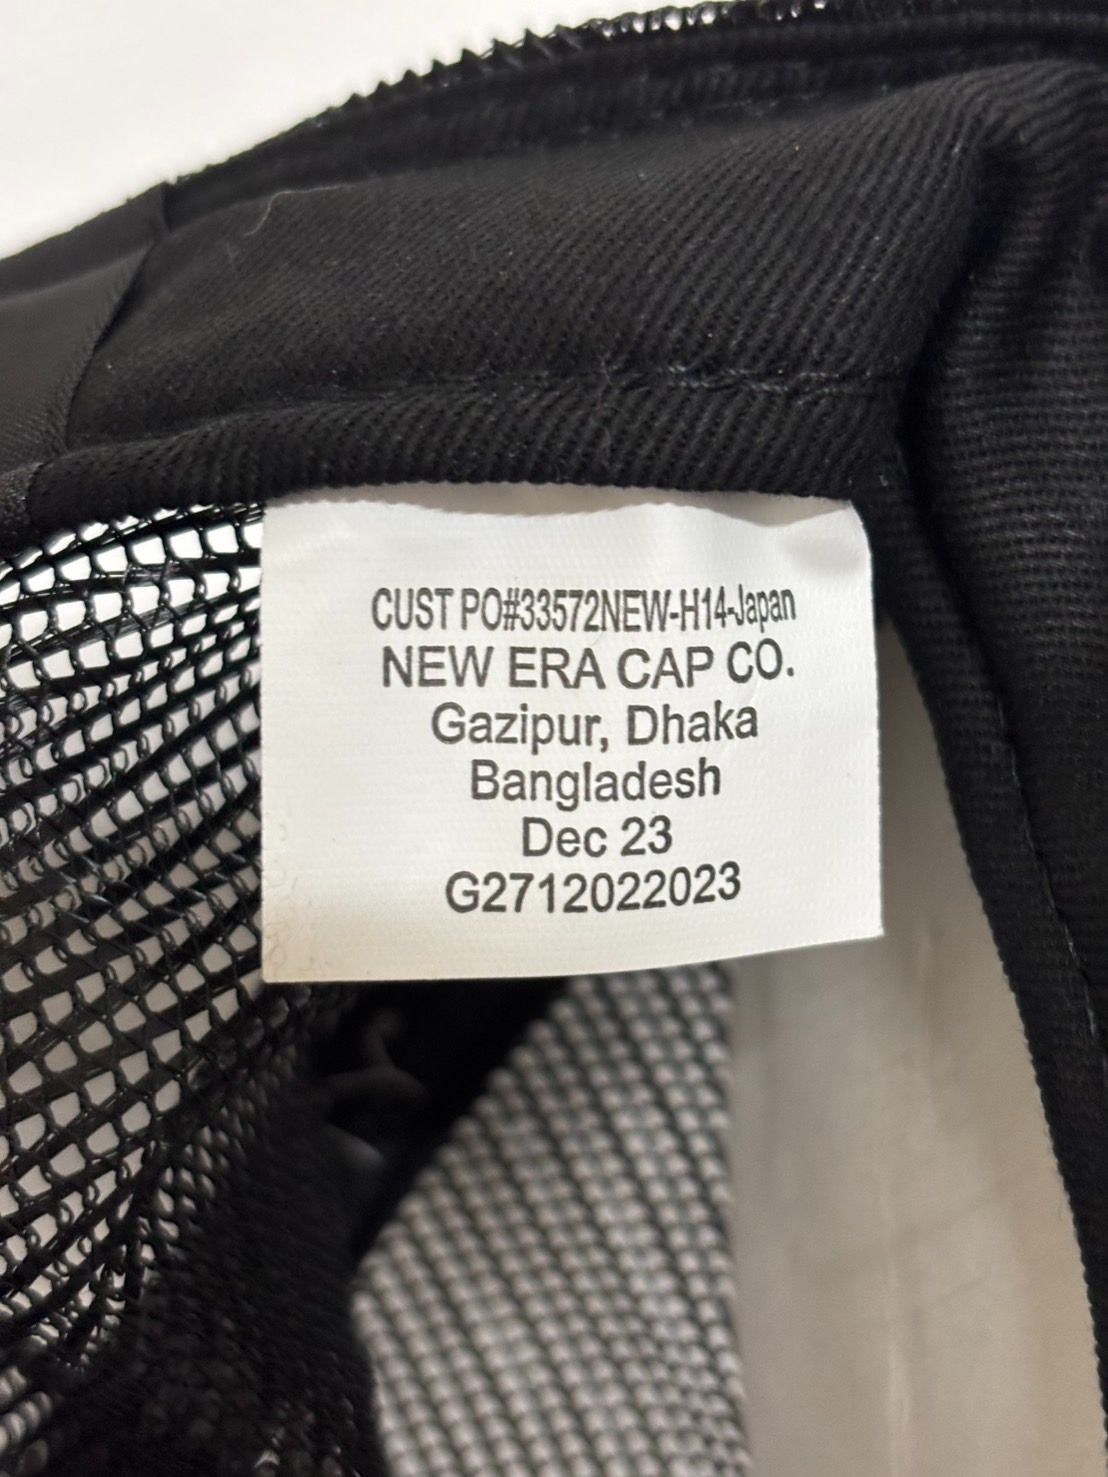 CUST PO#33572NEW-H14-Japan
NEW ERA CAP CO.
Gazipur, Dhaka
Bangladesh
Dec 23
G2712022023